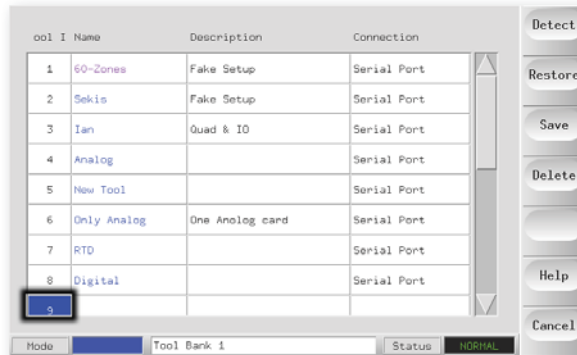 ool I Name Description Connection
1 60-Zones Fake Setup Serial Port
2 Sekis Fake Setup Serial Port
3 Ian Quad & IO Serial Port
4 Analog Serial Port
5 New Tool Serial Port
6 Only Analog One Anolog card Serial Port
7 RTD Serial Port
8 Digital Serial Port
9
Mode Tool Bank 1 Status NORMAL
Detect
Restore
Save
Delete
Help
Cancel